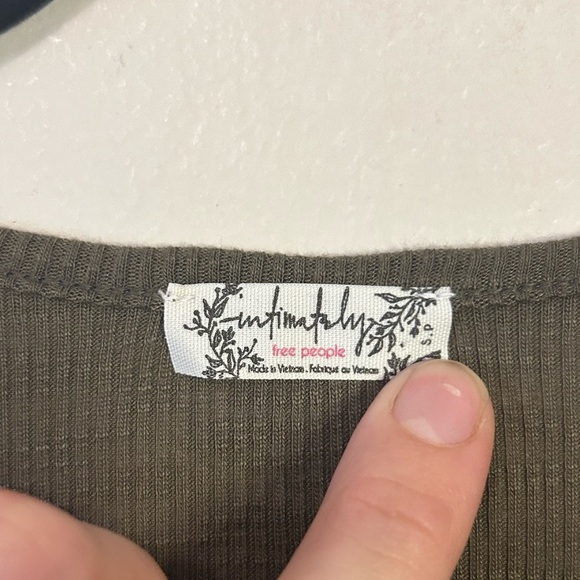 intimately
free people
Made in Vietnam . Fabriqué au Vietnam
S.P